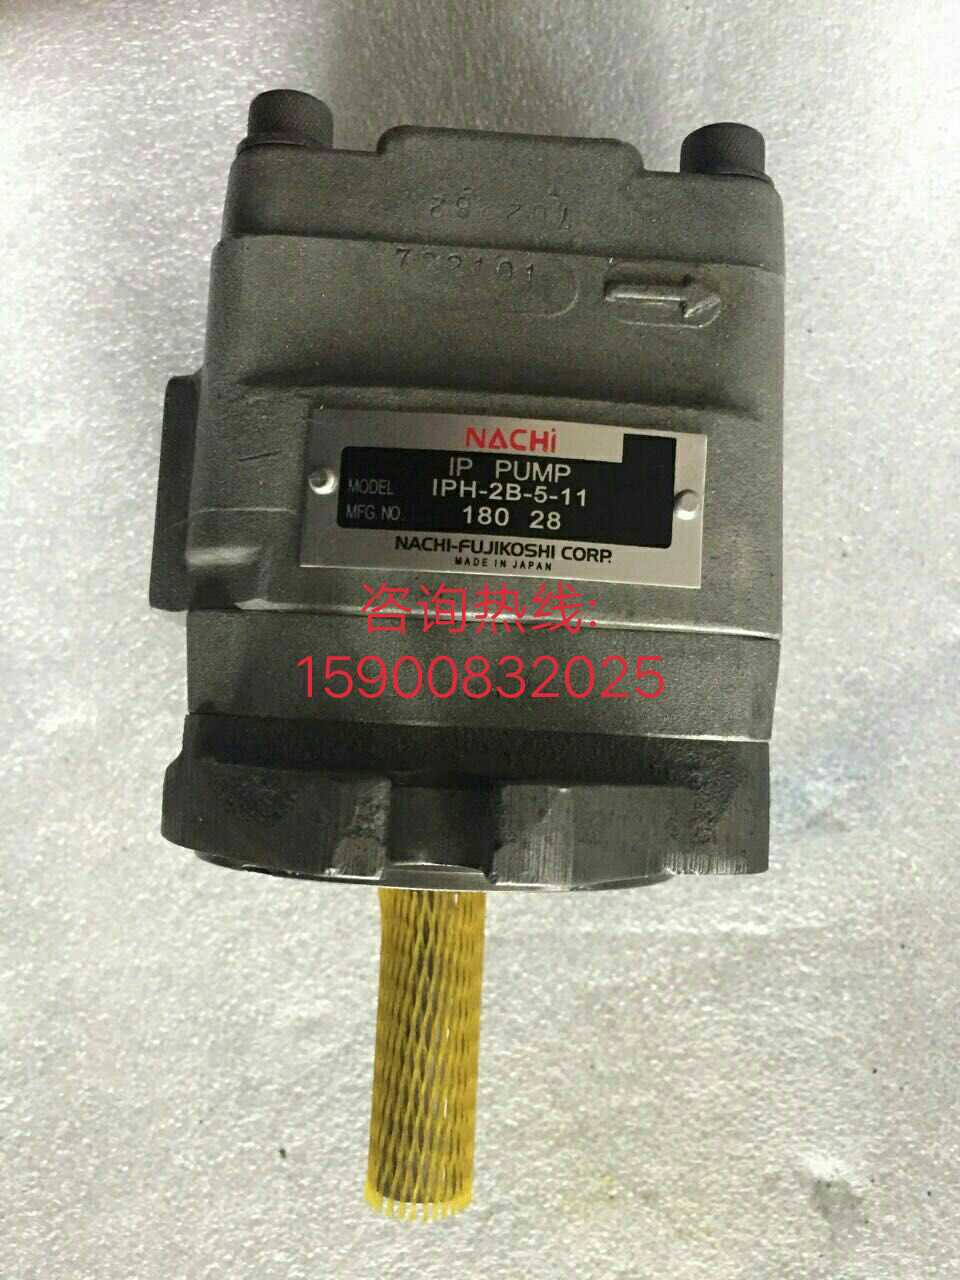 722101
NACHi
IP PUMP
MODEL IPH-2B-5-11
MFG. NO. 180 28
NACHI-FUJIKOSHI CORP.
MADE IN JAPAN
咨询热线:
15900832025